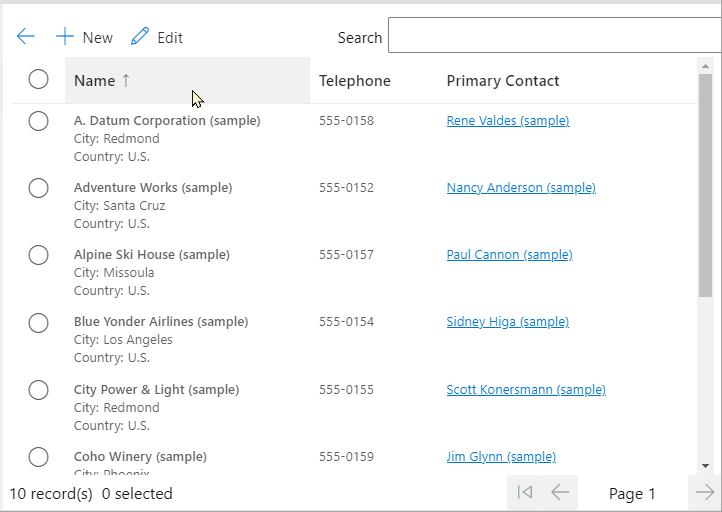 New Edit Search
Name ↑ Telephone Primary Contact
A. Datum Corporation (sample) 555-0158 Rene Valdes (sample)
City: Redmond
Country: U.S.
Adventure Works (sample) 555-0152 Nancy Anderson (sample)
City: Santa Cruz
Country: U.S.
Alpine Ski House (sample) 555-0157 Paul Cannon (sample)
City: Missoula
Country: U.S.
Blue Yonder Airlines (sample) 555-0154 Sidney Higa (sample)
City: Los Angeles
Country: U.S.
City Power & Light (sample) 555-0155 Scott Konersmann (sample)
City: Redmond
Country: U.S.
Coho Winery (sample) 555-0159 Jim Glynn (sample)
City: Phoenix
10 record(s) 0 selected Page 1